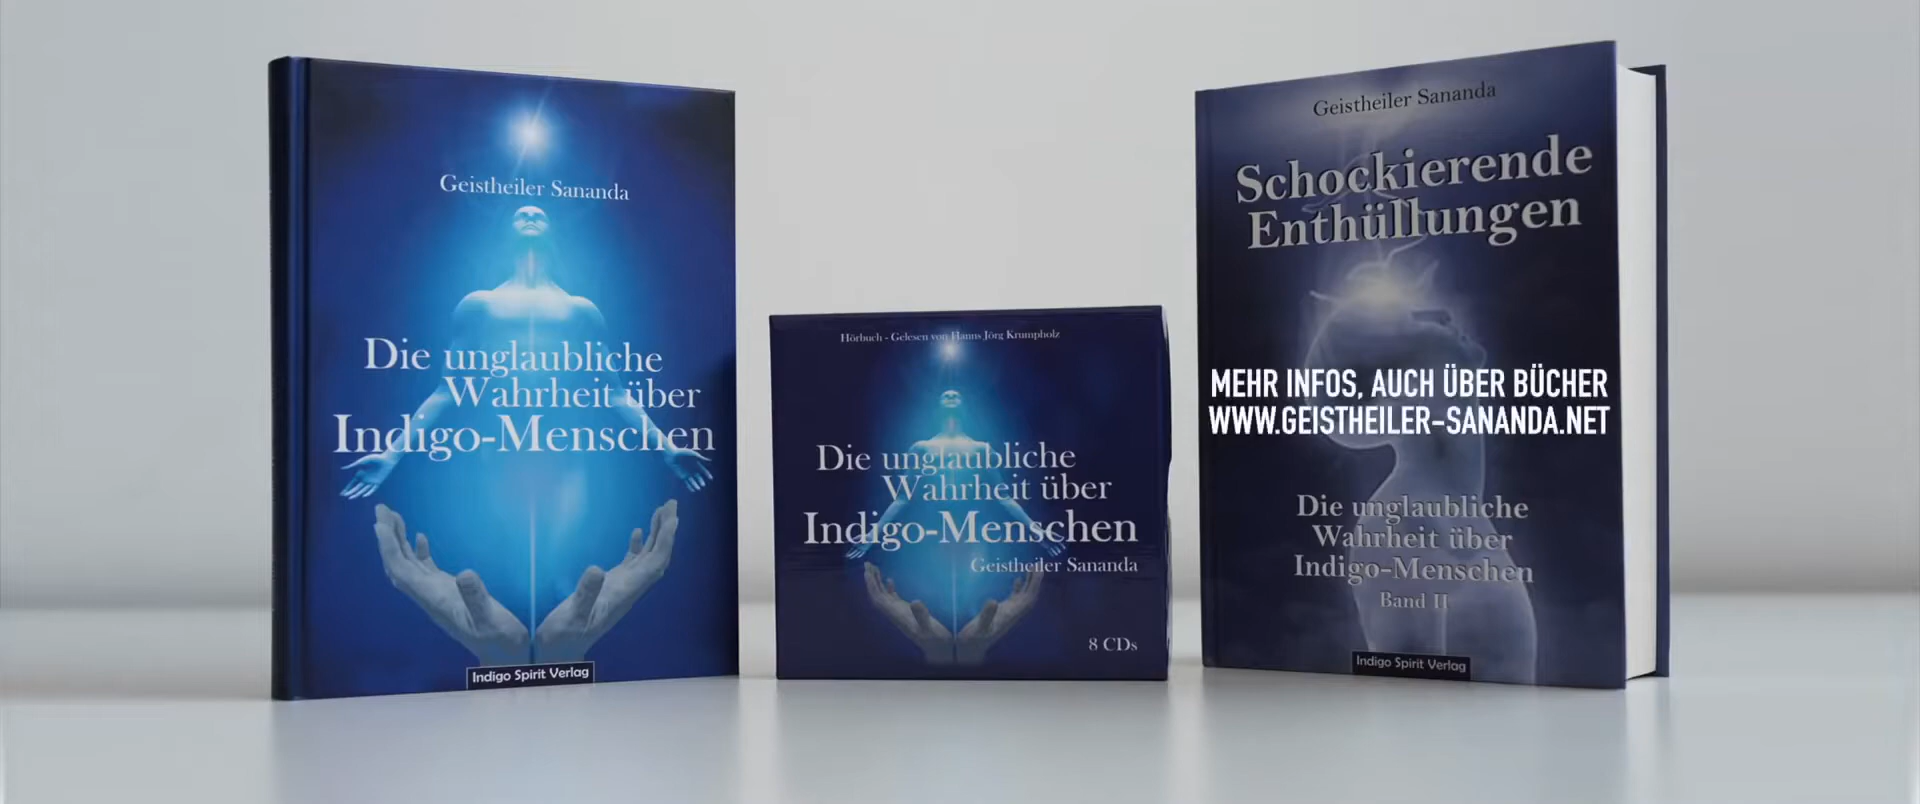 Geistheiler Sananda
Die unglaubliche
Wahrheit über
Indigo-Menschen
Indigo Spirit Verlag
Hörbuch - Gelesen von Hanns Jörg Krumpholz
Die unglaubliche
Wahrheit über
Indigo-Menschen
Geistheiler Sananda
8 CDs
Geistheiler Sananda
Schockierende
Enthüllungen
MEHR INFOS, AUCH ÜBER BÜCHER
WWW.GEISTHEILER-SANANDA.NET
Die unglaubliche
Wahrheit über
Indigo-Menschen
Band II
Indigo Spirit Verlag